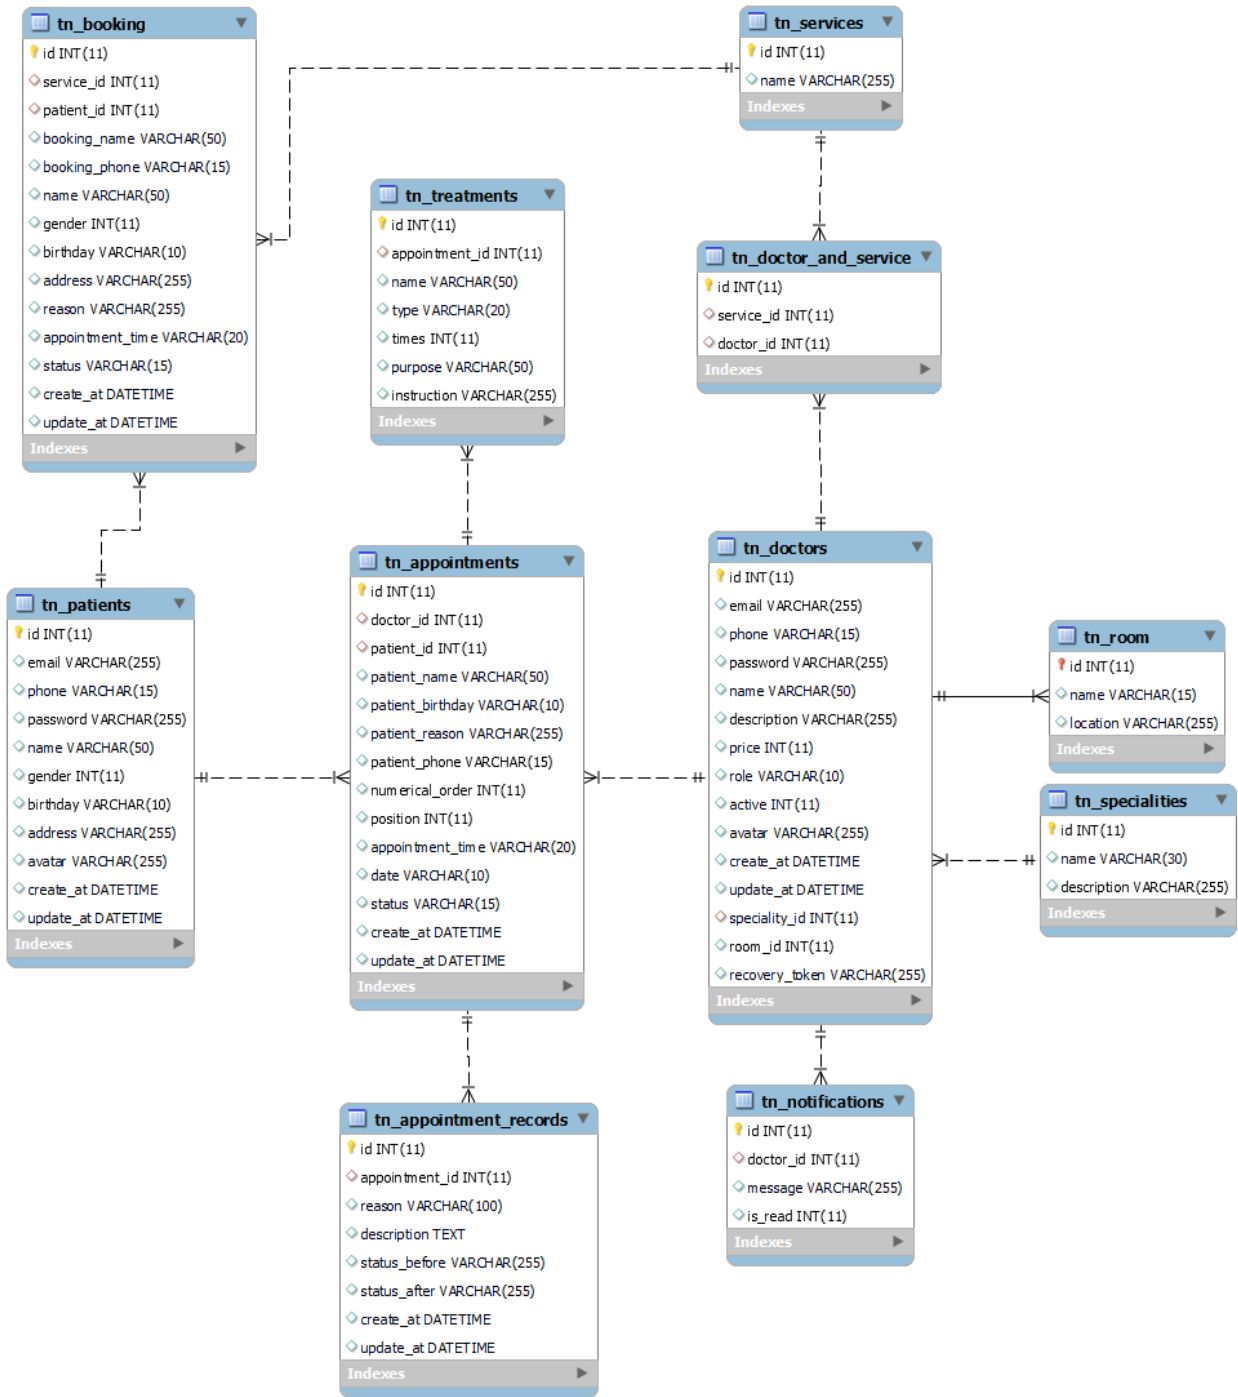 tn_booking
id INT(11)
service_id INT(11)
patient_id INT(11)
booking_name VARCHAR(50)
booking_phone VARCHAR(15)
name VARCHAR(50)
gender INT(11)
birthday VARCHAR(10)
address VARCHAR(255)
reason VARCHAR(255)
appointment_time VARCHAR(20)
status VARCHAR(15)
create_at DATETIME
update_at DATETIME
Indexes
tn_services
id INT(11)
name VARCHAR(255)
Indexes
tn_treatments
id INT(11)
appointment_id INT(11)
name VARCHAR(50)
type VARCHAR(20)
times INT(11)
purpose VARCHAR(50)
instruction VARCHAR(255)
Indexes
tn_doctor_and_service
id INT(11)
service_id INT(11)
doctor_id INT(11)
Indexes
tn_patients
id INT(11)
email VARCHAR(255)
phone VARCHAR(15)
password VARCHAR(255)
name VARCHAR(50)
gender INT(11)
birthday VARCHAR(10)
address VARCHAR(255)
avatar VARCHAR(255)
create_at DATETIME
update_at DATETIME
Indexes
tn_appointments
id INT(11)
doctor_id INT(11)
patient_id INT(11)
patient_name VARCHAR(50)
patient_birthday VARCHAR(10)
patient_reason VARCHAR(255)
patient_phone VARCHAR(15)
numerical_order INT(11)
position INT(11)
appointment_time VARCHAR(20)
date VARCHAR(10)
status VARCHAR(15)
create_at DATETIME
update_at DATETIME
Indexes
tn_doctors
id INT(11)
email VARCHAR(255)
phone VARCHAR(15)
password VARCHAR(255)
name VARCHAR(50)
description VARCHAR(255)
price INT(11)
role VARCHAR(10)
active INT(11)
avatar VARCHAR(255)
create_at DATETIME
update_at DATETIME
speciality_id INT(11)
room_id INT(11)
recovery_token VARCHAR(255)
Indexes
tn_room
id INT(11)
name VARCHAR(15)
location VARCHAR(255)
Indexes
tn_specialities
id INT(11)
name VARCHAR(30)
description VARCHAR(255)
Indexes
tn_appointment_records
id INT(11)
appointment_id INT(11)
reason VARCHAR(100)
description TEXT
status_before VARCHAR(255)
status_after VARCHAR(255)
create_at DATETIME
update_at DATETIME
Indexes
tn_notifications
id INT(11)
doctor_id INT(11)
message VARCHAR(255)
is_read INT(11)
Indexes